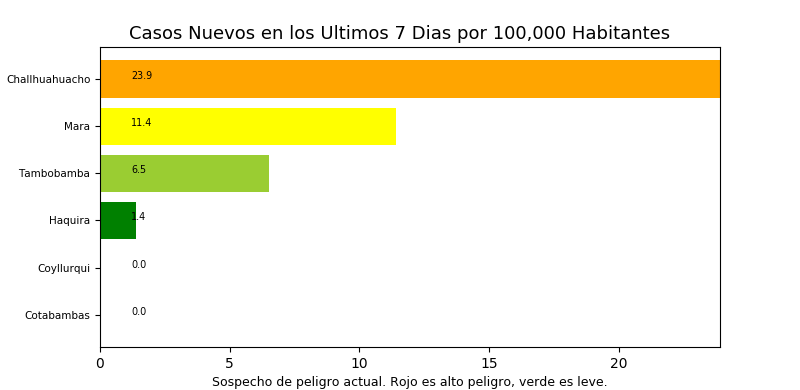 Casos Nuevos en los Ultimos 7 Dias por 100,000 Habitantes
Challhuahuacho 23.9
Mara 11.4
Tambobamba 6.5
Haquira 1.4
Coyllurqui 0.0
Cotabambas 0.0
0 5 10 15 20
Sospecho de peligro actual. Rojo es alto peligro, verde es leve.